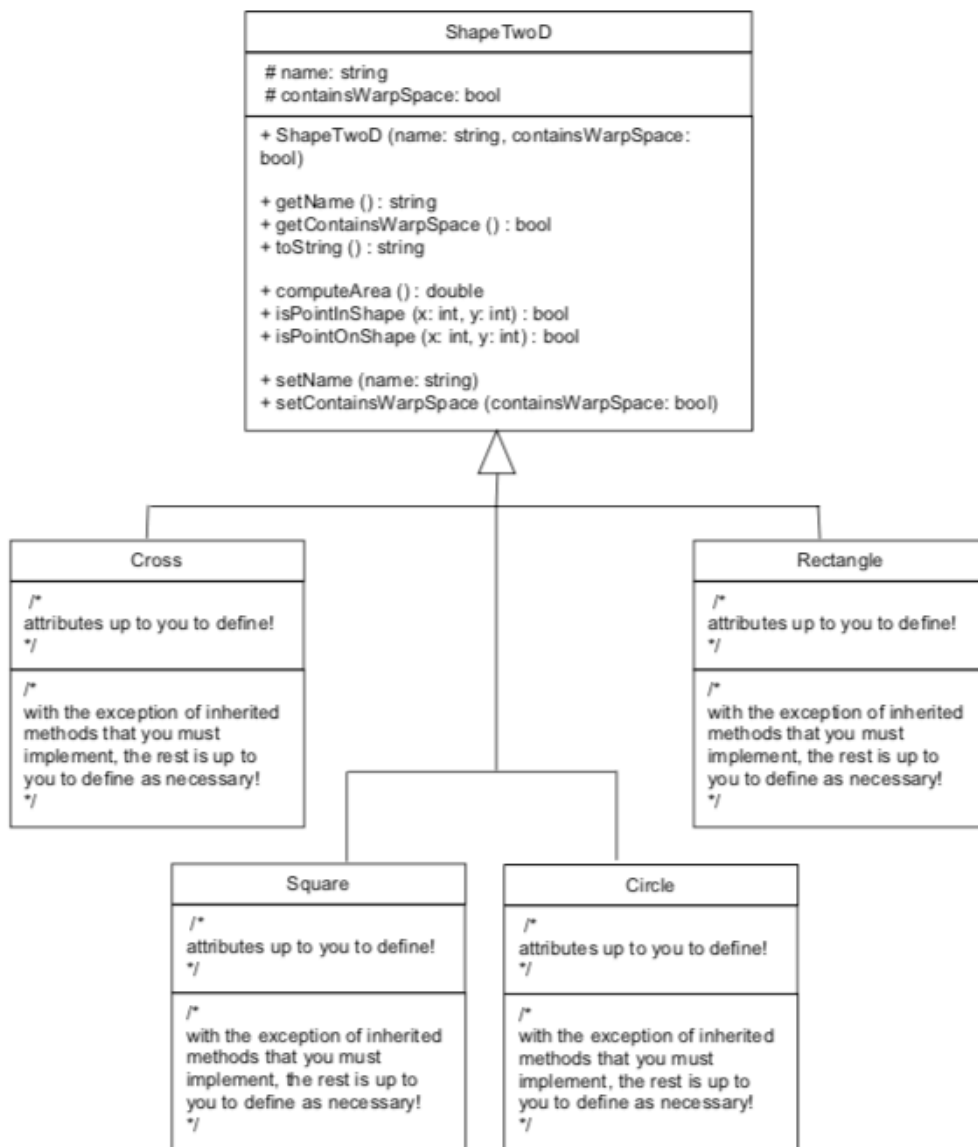 ShapeTwoD
# name: string
# containsWarpSpace: bool
+ ShapeTwoD (name: string, containsWarpSpace:
bool)
+ getName () : string
+ getContainsWarpSpace () : bool
+ toString () : string
+ computeArea () : double
+ isPointInShape (x: int, y: int) : bool
+ isPointOnShape (x: int, y: int) : bool
+ setName (name: string)
+ setContainsWarpSpace (containsWarpSpace: bool)
Cross
/*
attributes up to you to define!
*/
/*
with the exception of inherited
methods that you must
implement, the rest is up to
you to define as necessary!
*/
Rectangle
/*
attributes up to you to define!
*/
/*
with the exception of inherited
methods that you must
implement, the rest is up to
you to define as necessary!
*/
Square
/*
attributes up to you to define!
*/
/*
with the exception of inherited
methods that you must
implement, the rest is up to
you to define as necessary!
*/
Circle
/*
attributes up to you to define!
*/
/*
with the exception of inherited
methods that you must
implement, the rest is up to
you to define as necessary!
*/